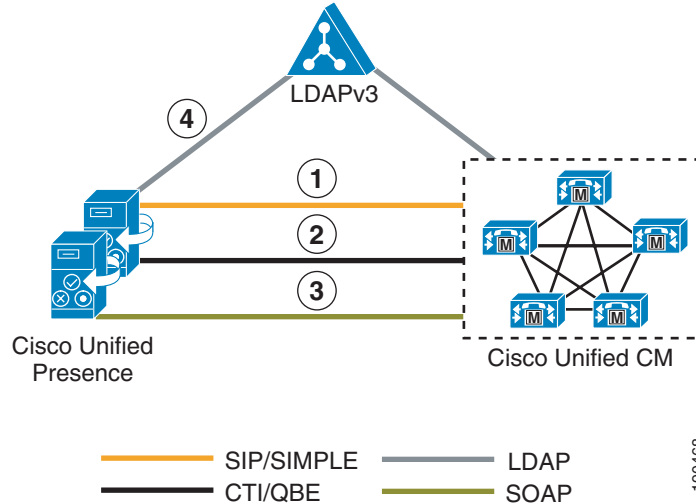 LDAPv3
4
1
2
3
M
M
M
M
M
Cisco Unified
Presence
Cisco Unified CM
SIP/SIMPLE
LDAP
CTI/QBE
SOAP